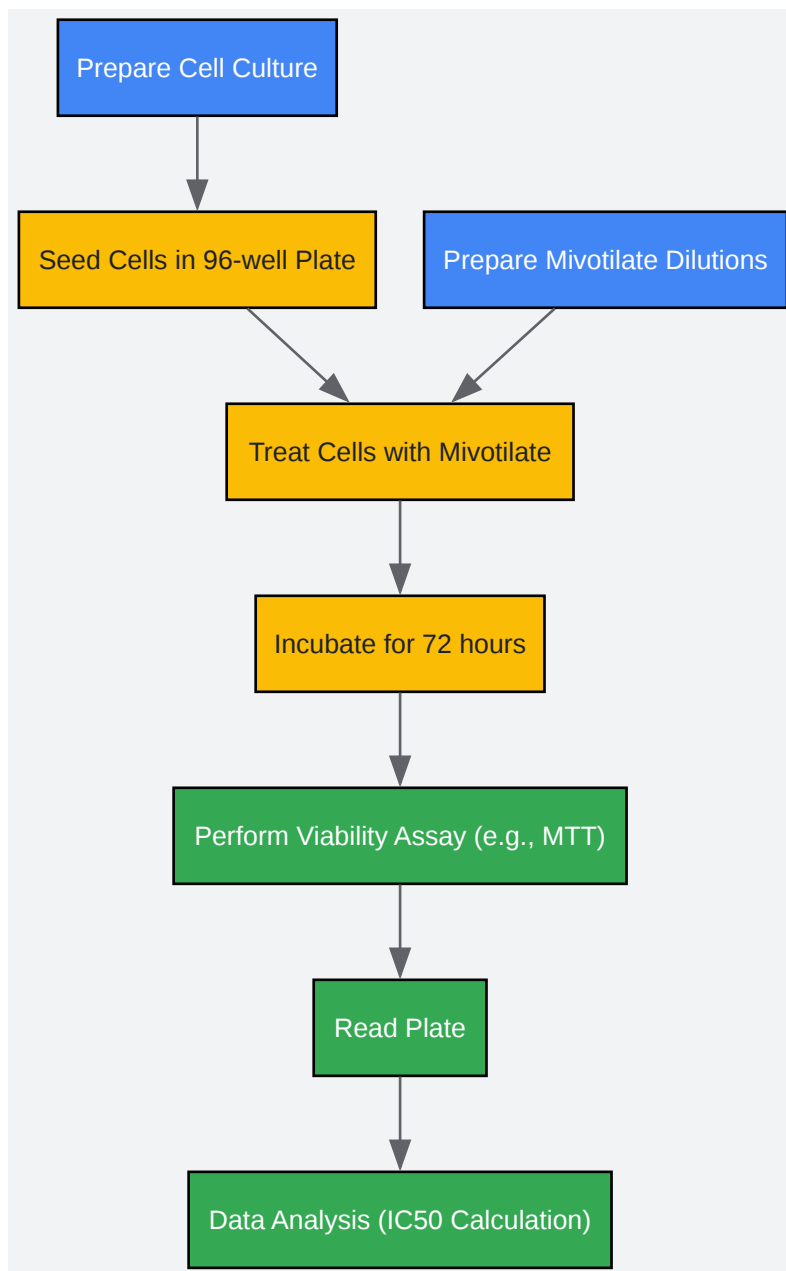 Prepare Cell Culture
Seed Cells in 96-well Plate
Prepare Mivotilate Dilutions
Treat Cells with Mivotilate
Incubate for 72 hours
Perform Viability Assay (e.g., MTT)
Read Plate
Data Analysis (IC50 Calculation)